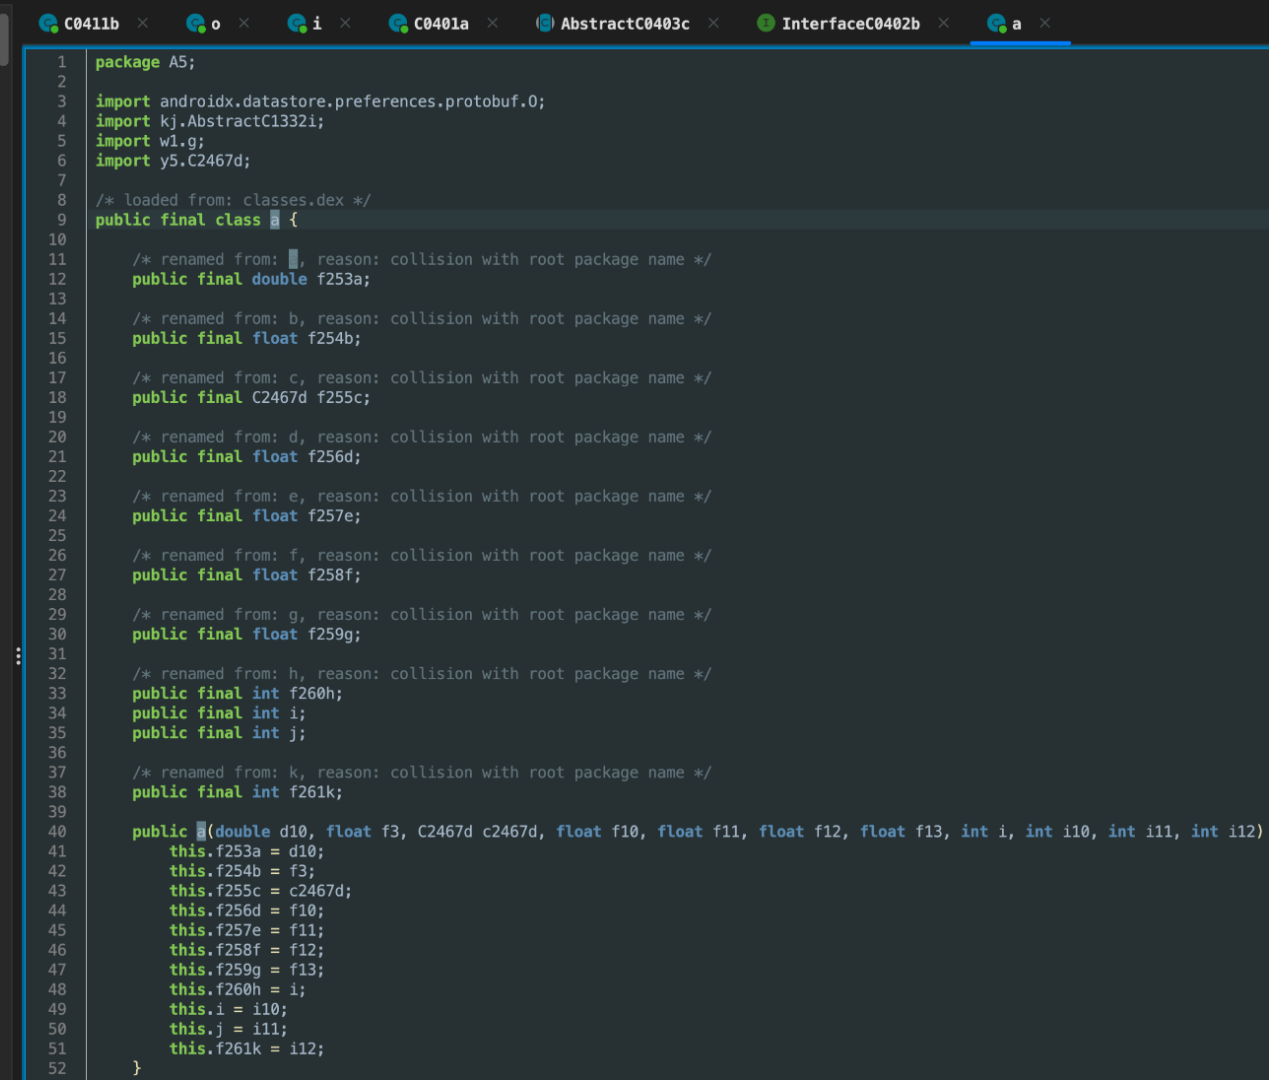 C0411b o i C0401a AbstractC0403c InterfaceC0402b a
1 package A5;
2
3 import androidx.datastore.preferences.protobuf.O;
4 import kj.AbstractC1332i;
5 import w1.g;
6 import y5.C2467d;
7
8 /* loaded from: classes.dex */
9 public final class a {
10
11 /* renamed from: , reason: collision with root package name */
12 public final double f253a;
13
14 /* renamed from: b, reason: collision with root package name */
15 public final float f254b;
16
17 /* renamed from: c, reason: collision with root package name */
18 public final C2467d f255c;
19
20 /* renamed from: d, reason: collision with root package name */
21 public final float f256d;
22
23 /* renamed from: e, reason: collision with root package name */
24 public final float f257e;
25
26 /* renamed from: f, reason: collision with root package name */
27 public final float f258f;
28
29 /* renamed from: g, reason: collision with root package name */
30 public final float f259g;
31
32 /* renamed from: h, reason: collision with root package name */
33 public final int f260h;
34 public final int i;
35 public final int j;
36
37 /* renamed from: k, reason: collision with root package name */
38 public final int f261k;
39
40 public a(double d10, float f3, C2467d c2467d, float f10, float f11, float f12, float f13, int i, int i10, int i11, int i12)
41 this.f253a = d10;
42 this.f254b = f3;
43 this.f255c = c2467d;
44 this.f256d = f10;
45 this.f257e = f11;
46 this.f258f = f12;
47 this.f259g = f13;
48 this.f260h = i;
49 this.i = i10;
50 this.j = i11;
51 this.f261k = i12;
52 }